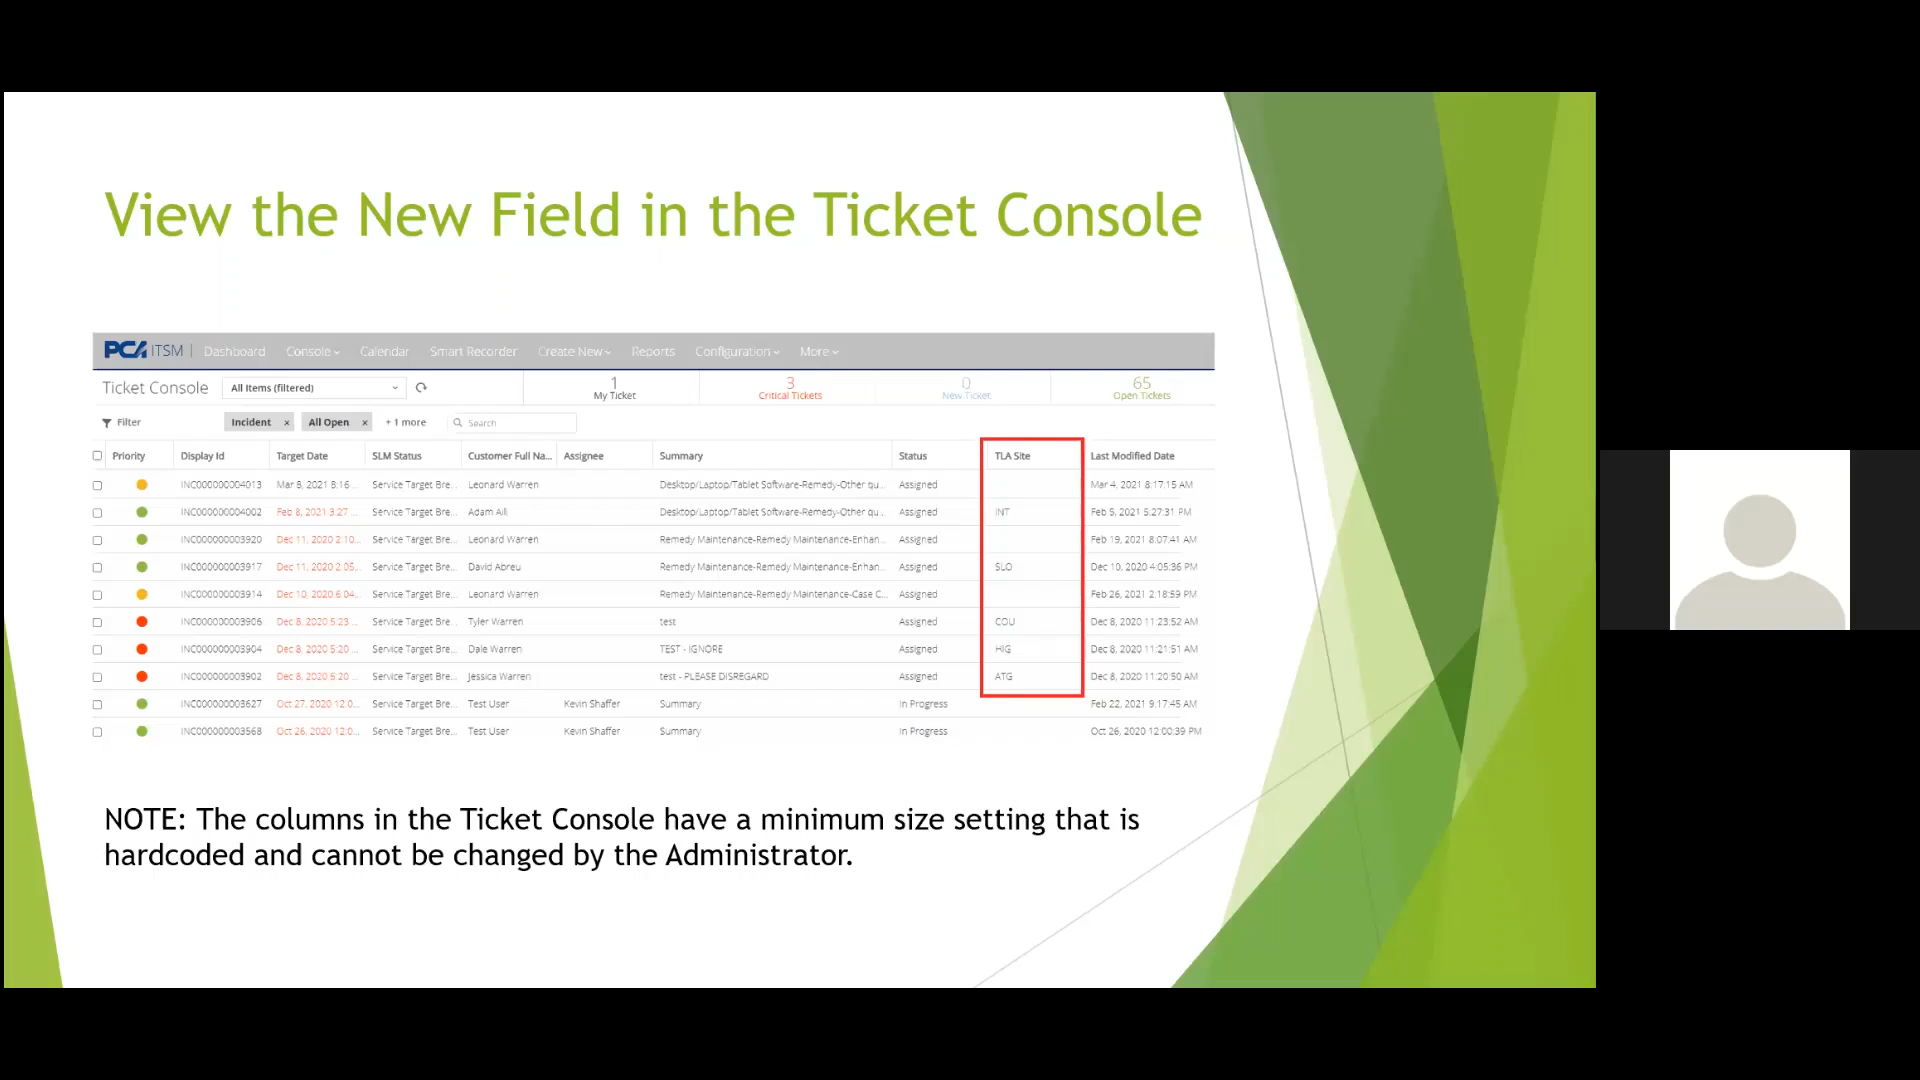 View the New Field in the Ticket Console
PCA ITSM Dashboard Console Calendar Smart Recorder Create New Reports Configuration More
Ticket Console All Items (filtered) 1 My Ticket 3 Critical Tickets 0 New Ticket 65 Open Tickets
Filter Incident × All Open × + 1 more Search
Priority Display Id Target Date SLM Status Customer Full Na... Assignee Summary Status TLA Site Last Modified Date
INC000000004013 Mar 8, 2021 8:16 ... Service Target Bre... Leonard Warren Desktop/Laptop/Tablet Software-Remedy-Other qu... Assigned Mar 4, 2021 8:17:15 AM
INC000000004002 Feb 8, 2021 3:27 ... Service Target Bre... Adam Alli Desktop/Laptop/Tablet Software-Remedy-Other qu... Assigned INT Feb 5, 2021 5:27:31 PM
INC000000003920 Dec 11, 2020 2:10... Service Target Bre... Leonard Warren Remedy Maintenance-Remedy Maintenance-Enhan... Assigned Feb 19, 2021 8:07:41 AM
INC000000003917 Dec 11, 2020 2:05... Service Target Bre... David Abreu Remedy Maintenance-Remedy Maintenance-Enhan... Assigned SLO Dec 10, 2020 4:05:36 PM
INC000000003914 Dec 10, 2020 6:04... Service Target Bre... Leonard Warren Remedy Maintenance-Remedy Maintenance-Case C... Assigned Feb 26, 2021 2:18:59 PM
INC000000003906 Dec 8, 2020 5:23 ... Service Target Bre... Tyler Warren test Assigned COU Dec 8, 2020 11:23:52 AM
INC000000003904 Dec 8, 2020 5:20 ... Service Target Bre... Dale Warren TEST - IGNORE Assigned HIG Dec 8, 2020 11:21:51 AM
INC000000003902 Dec 8, 2020 5:20 ... Service Target Bre... Jessica Warren test - PLEASE DISREGARD Assigned ATG Dec 8, 2020 11:20:50 AM
INC000000003627 Oct 27, 2020 12:0... Service Target Bre... Test User Kevin Shaffer Summary In Progress Feb 22, 2021 9:17:45 AM
INC000000003568 Oct 26, 2020 12:0... Service Target Bre... Test User Kevin Shaffer Summary In Progress Oct 26, 2020 12:00:39 PM
NOTE: The columns in the Ticket Console have a minimum size setting that is
hardcoded and cannot be changed by the Administrator.